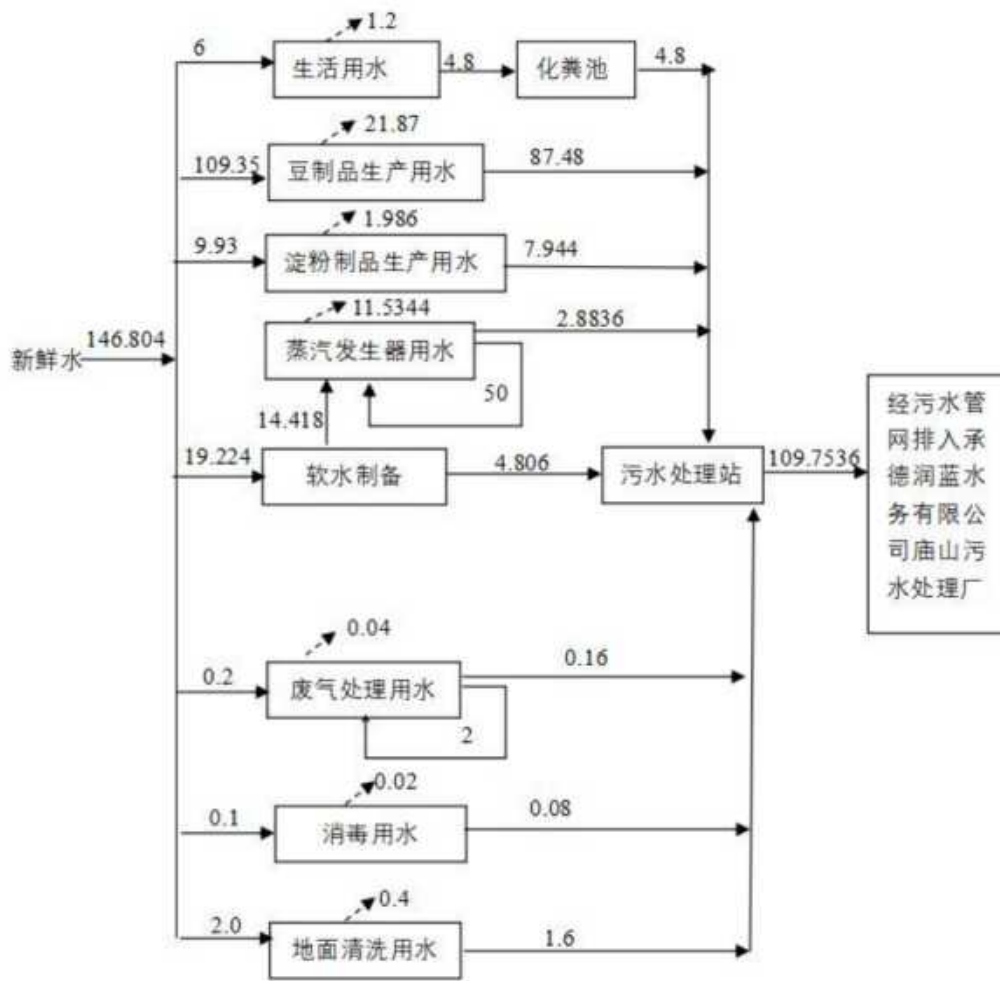 1.2
6
生活用水
4.8
化粪池
4.8
21.87
109.35
豆制品生产用水
87.48
1.986
9.93
淀粉制品生产用水
7.944
11.5344
2.8836
新鲜水
146.804
蒸汽发生器用水
50
14.418
19.224
软水制备
4.806
污水处理站
109.7536
经污水管
网排入承
德润蓝水
务有限公
司庙山污
水处理厂
0.04
0.2
废气处理用水
0.16
2
0.02
0.1
消毒用水
0.08
0.4
2.0
地面清洗用水
1.6